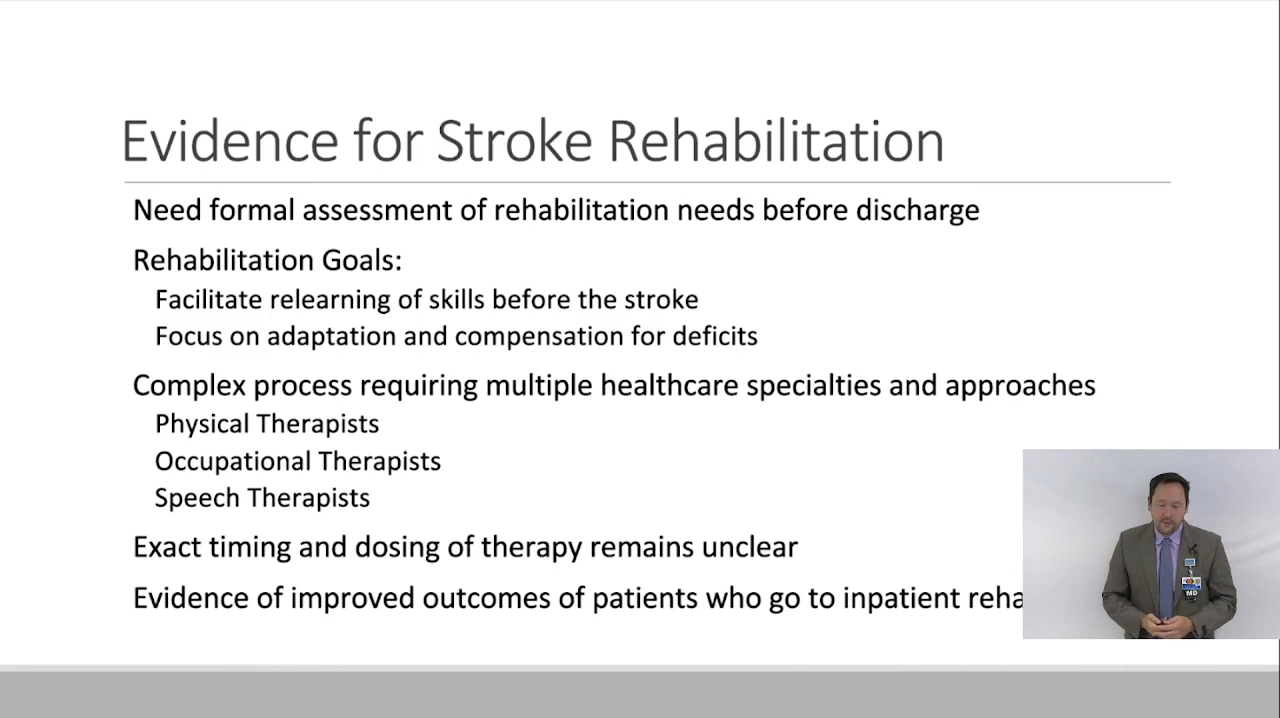 Evidence for Stroke Rehabilitation
Need formal assessment of rehabilitation needs before discharge
Rehabilitation Goals:
Facilitate relearning of skills before the stroke
Focus on adaptation and compensation for deficits
Complex process requiring multiple healthcare specialties and approaches
Physical Therapists
Occupational Therapists
Speech Therapists
Exact timing and dosing of therapy remains unclear
Evidence of improved outcomes of patients who go to inpatient reha
MD